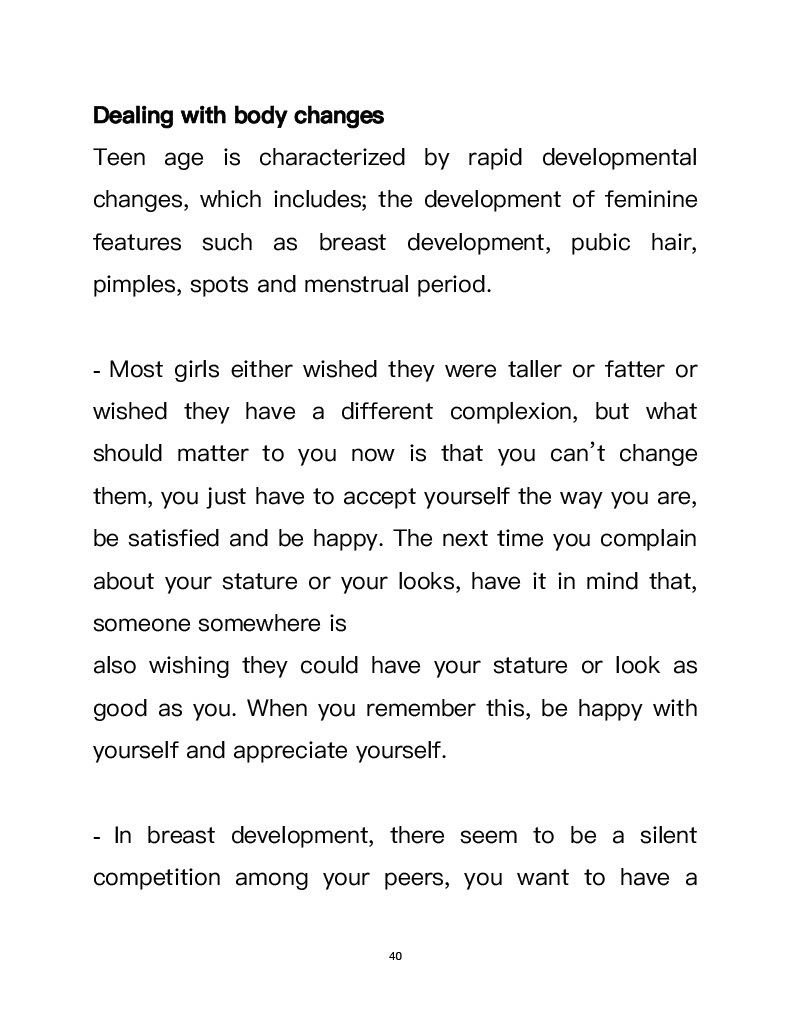 Dealing with body changes
Teen age is characterized by rapid developmental
changes, which includes; the development of feminine
features such as breast development, pubic hair,
pimples, spots and menstrual period.
- Most girls either wished they were taller or fatter or
wished they have a different complexion, but what
should matter to you now is that you can’t change
them, you just have to accept yourself the way you are,
be satisfied and be happy. The next time you complain
about your stature or your looks, have it in mind that,
someone somewhere is
also wishing they could have your stature or look as
good as you. When you remember this, be happy with
yourself and appreciate yourself.
- In breast development, there seem to be a silent
competition among your peers, you want to have a
40